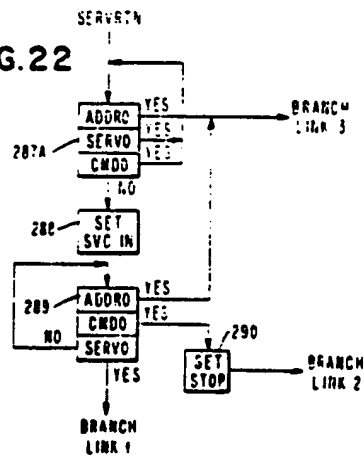 SERVRTN
G.22
ADDRO
YES
BRANCH
LINK 3
SERVO
YES
287A
CMDO
YES
NO
288
SET
SVC IN
289
ADDRO
YES
CMDO
YES
NO
SERVO
290
YES
SET
STOP
BRANCH
LINK 2
BRANCH
LINK 1